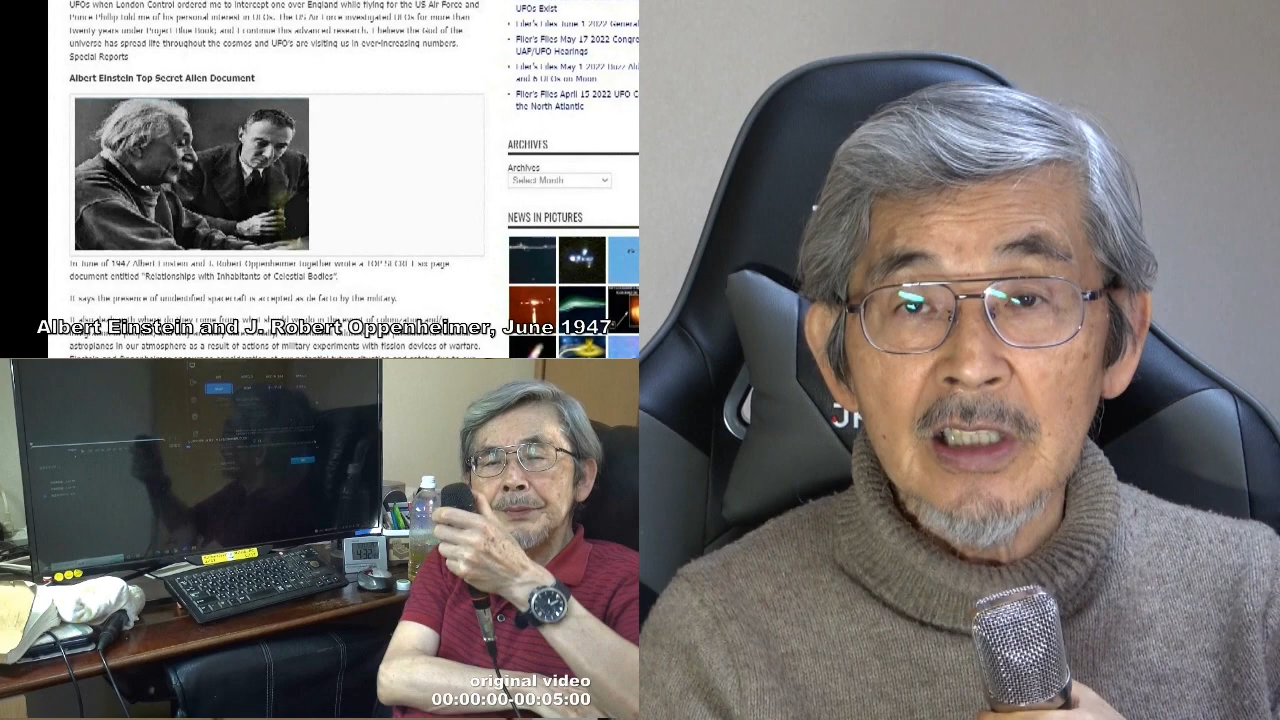 UFOs when London Control ordered me to intercept one over England while flying for the US Air Force and
Prince Phillip told me of his personal interest in UFOs. The US Air Force investigated UFOs for more than
twenty years under Project Blue Book; and I continue this advanced research. I believe the God of the
universe has spread life throughout the cosmos and UFO's are visiting us in ever-increasing numbers.
Special Reports
Albert Einstein Top Secret Alien Document
In June of 1947 Albert Einstein and J. Robert Oppenheimer together wrote a TOP SECRET six page
document entitled "Relationships with Inhabitants of Celestial Bodies".
It says the presence of unidentified spacecraft is accepted as de facto by the military.
Albert Einstein and J. Robert Oppenheimer, June 1947
astroplanes in our atmosphere as a result of actions of military experiments with fission devices of warfare.
UFOs Exist
Filer's Files June 1 2022 General
Filer's Files May 17 2022 Congre
UAP/UFO Hearings
Filer's Files May 1 2022 Buzz Ald
and 6 UFOs on Moon
Filer's Files April 15 2022 UFO C
the North Atlantic
ARCHIVES
Archives
Select Month
NEWS IN PICTURES
original video
00:00:00-00:05:00